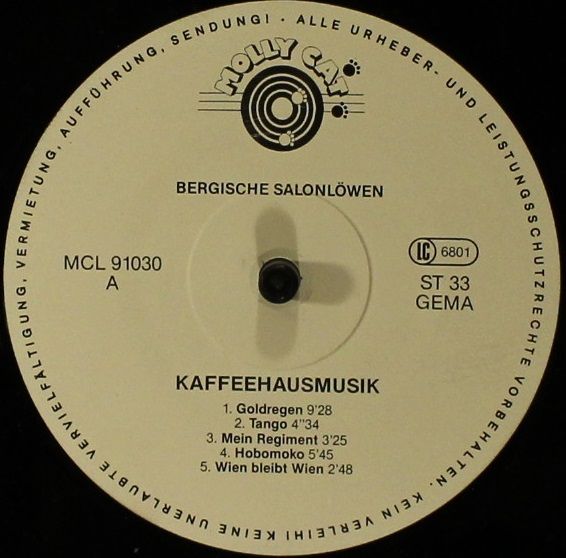 ALLE URHEBER- UND LEISTUNGSSCHUTZRECHTE VORBEHALTEN. KEIN VERLEIH! KEINE UNERLAUBTE VERVIELFÄLTIGUNG, VERMIETUNG, AUFFÜHRUNG, SENDUNG! ·
MOLLY CAT
BERGISCHE SALONLÖWEN
MCL 91030
A
LC 6801
ST 33
GEMA
KAFFEEHAUSMUSIK
1. Goldregen 9'28
2. Tango 4"34
3. Mein Regiment 3'25
4. Hobomoko 5'45
5. Wien bleibt Wien 2'48